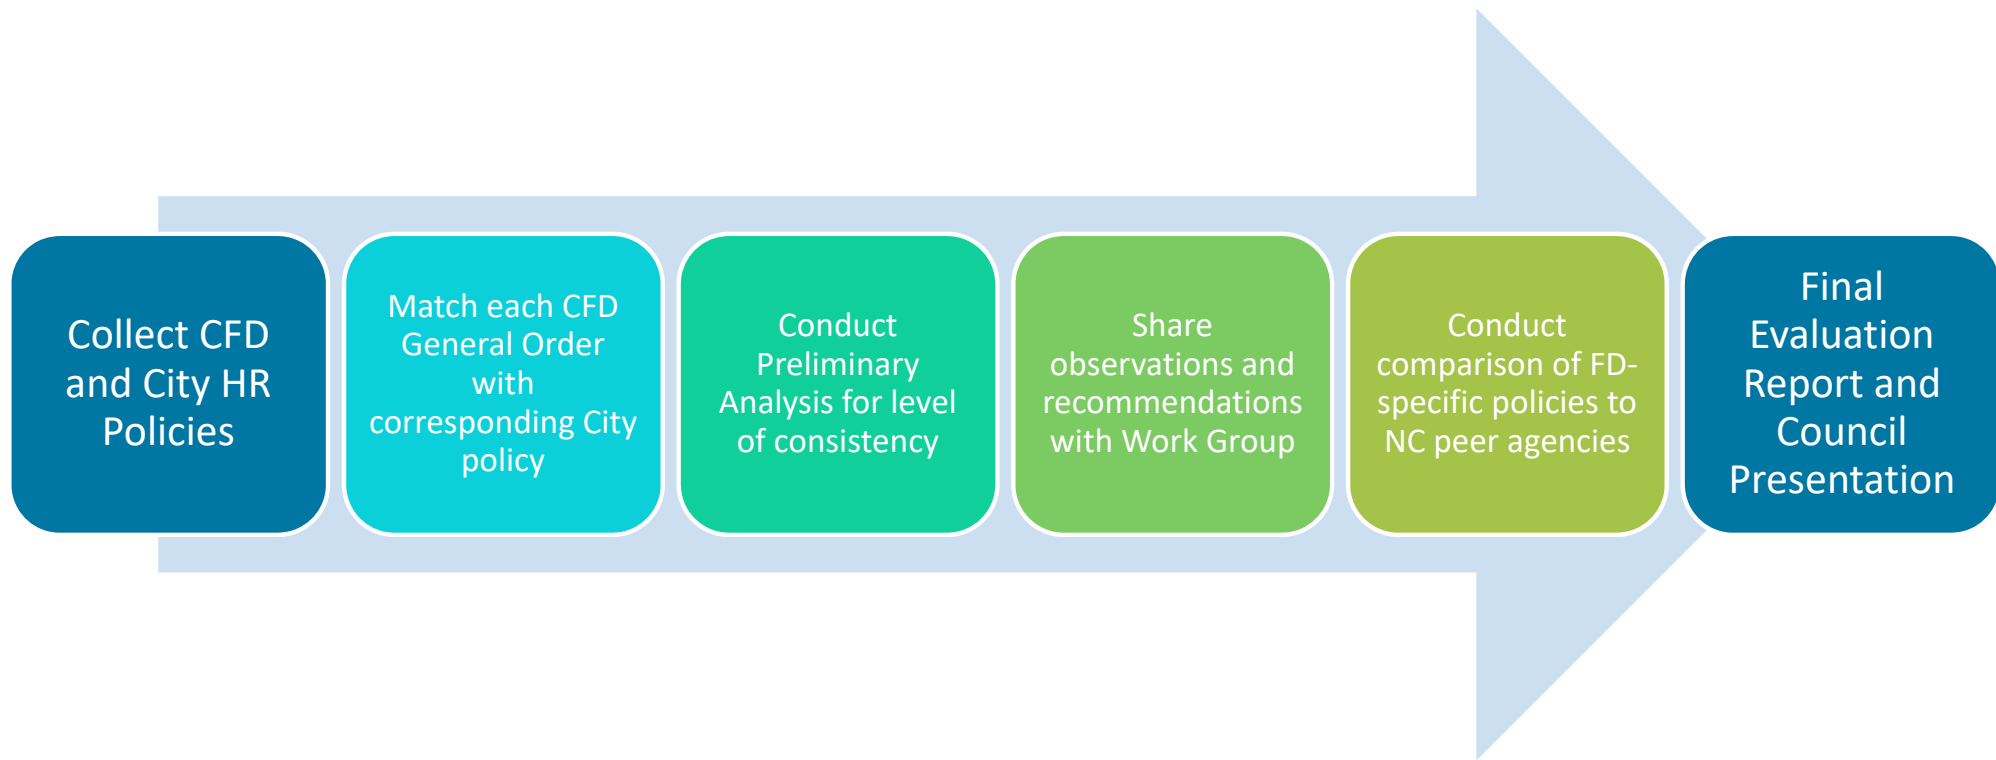 Collect CFD
and City HR
Policies
Match each CFD
General Order
with
corresponding City
policy
Conduct
Preliminary
Analysis for level
of consistency
Share
observations and
recommendations
with Work Group
Conduct
comparison of FD-
specific policies to
NC peer agencies
Final
Evaluation
Report and
Council
Presentation